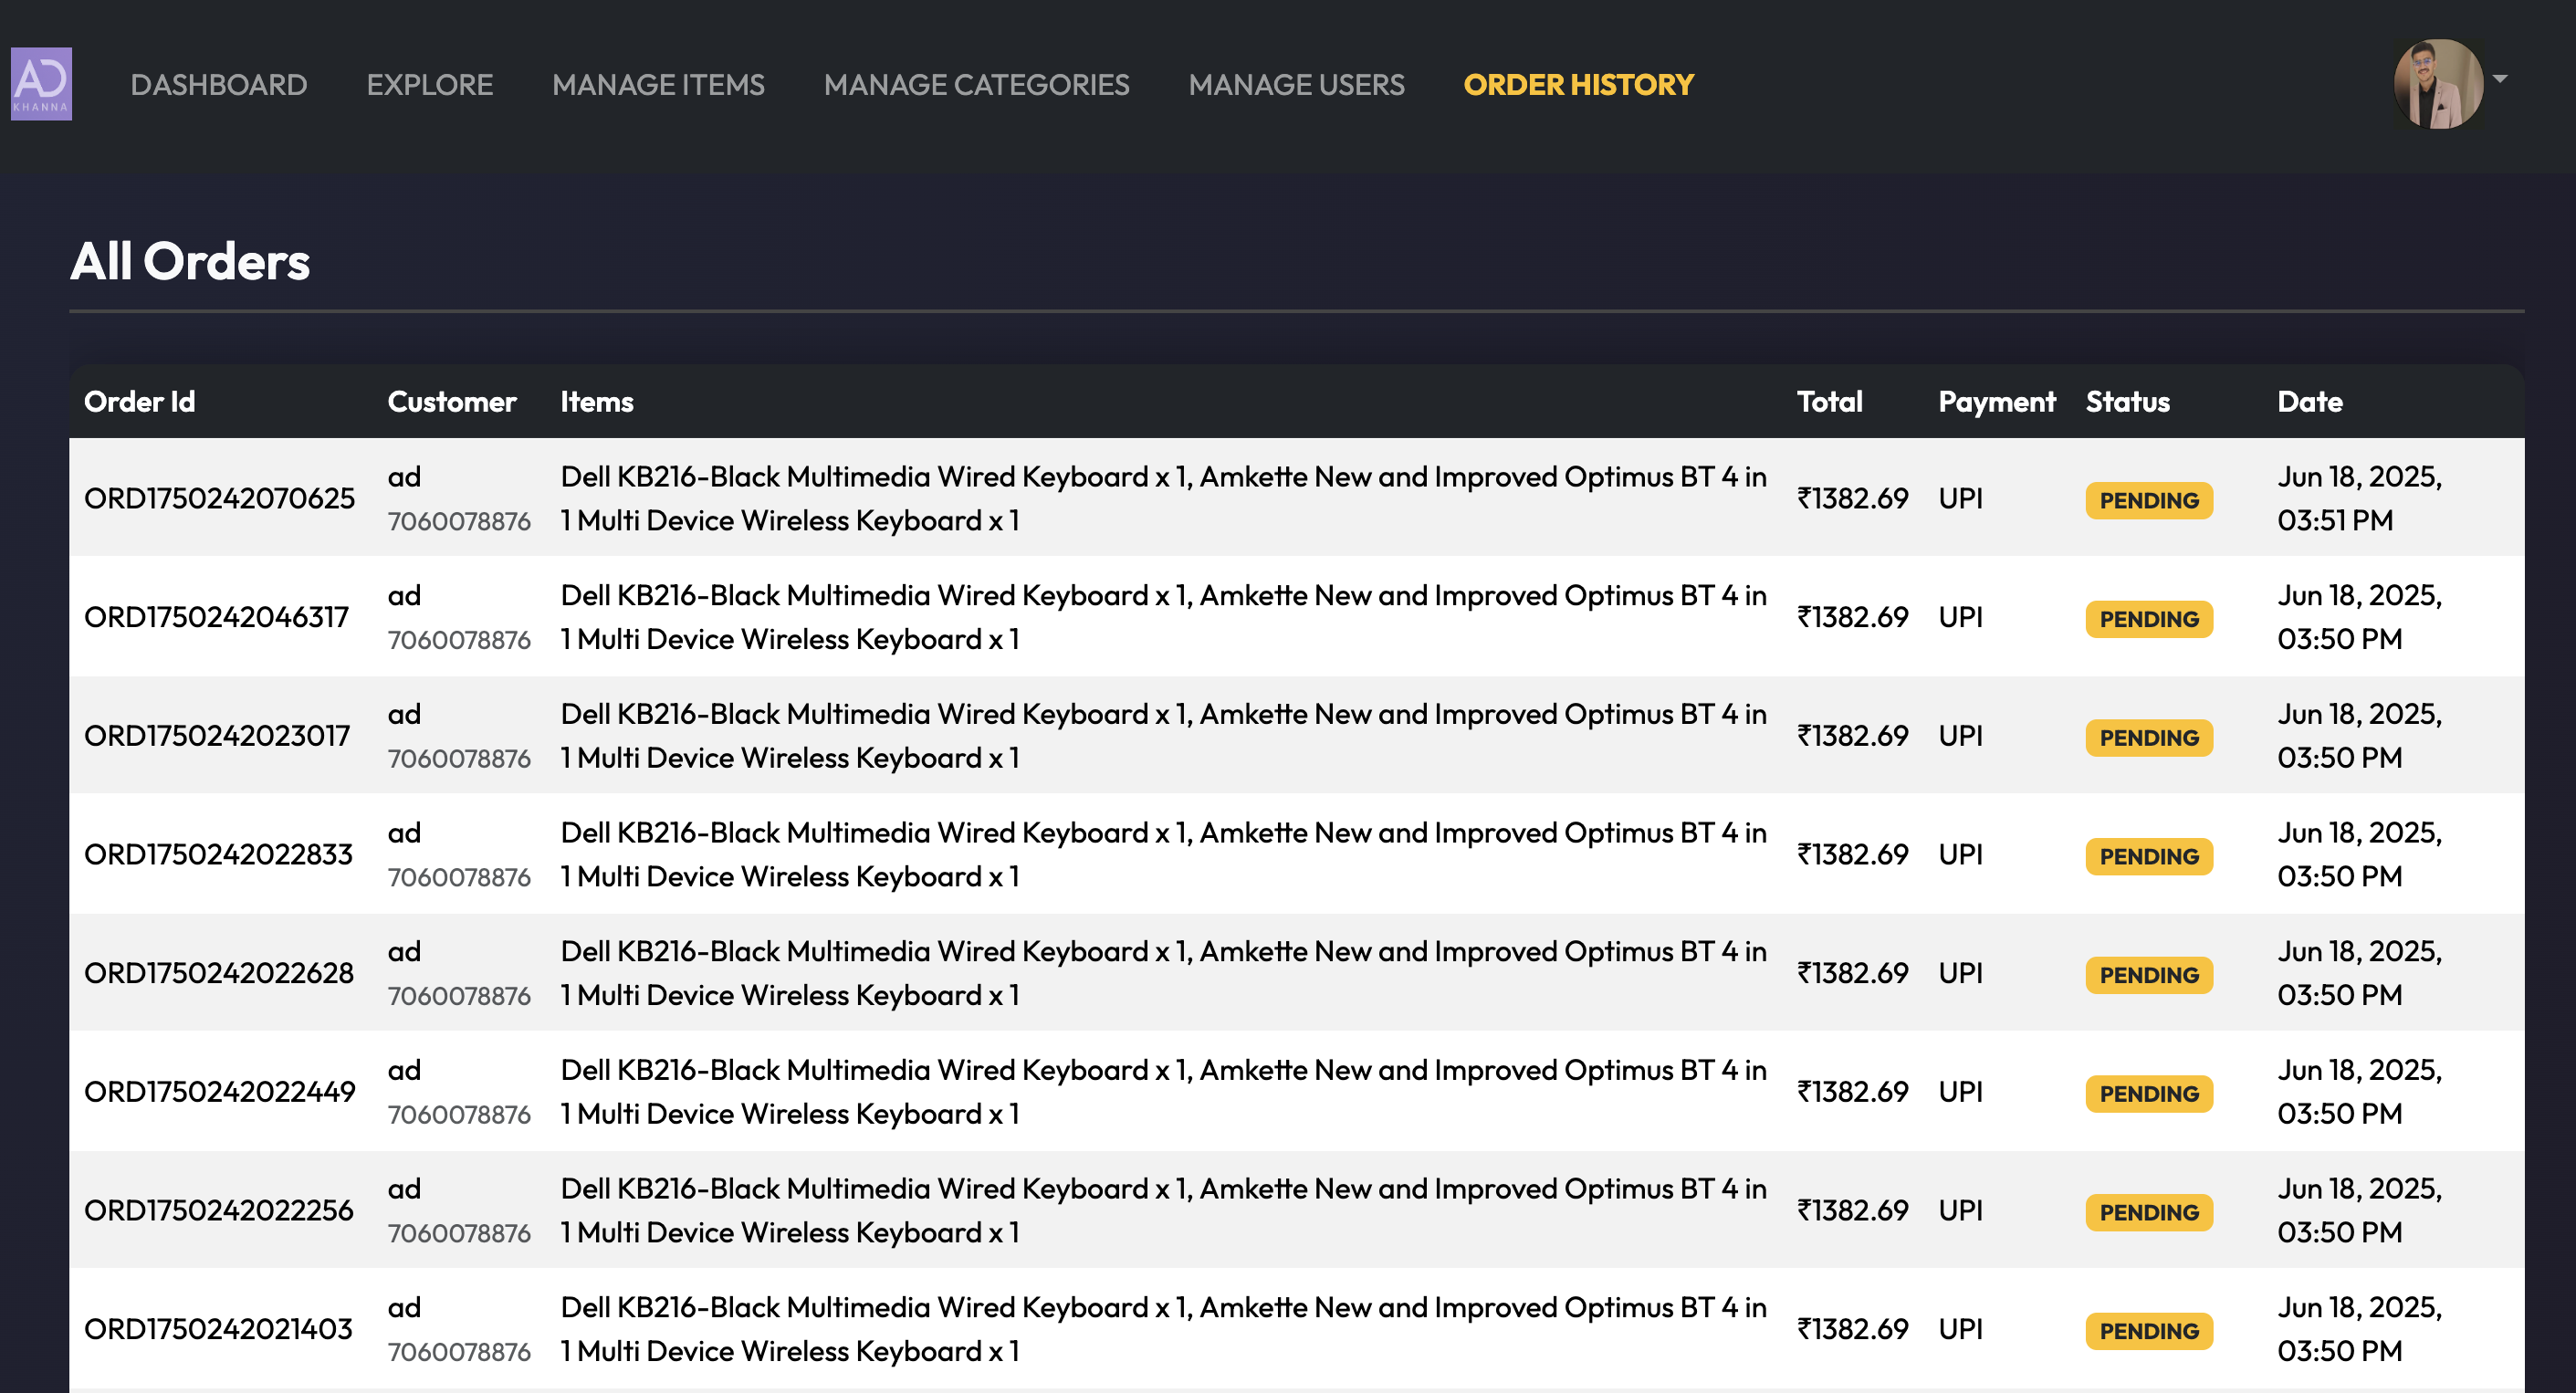 AD
KHANNA
DASHBOARD EXPLORE MANAGE ITEMS MANAGE CATEGORIES MANAGE USERS ORDER HISTORY
All Orders
Order Id Customer Items Total Payment Status Date
ORD1750242070625 ad 7060078876 Dell KB216-Black Multimedia Wired Keyboard x 1, Amkette New and Improved Optimus BT 4 in
1 Multi Device Wireless Keyboard x 1 ₹1382.69 UPI PENDING Jun 18, 2025,
03:51 PM
ORD1750242046317 ad 7060078876 Dell KB216-Black Multimedia Wired Keyboard x 1, Amkette New and Improved Optimus BT 4 in
1 Multi Device Wireless Keyboard x 1 ₹1382.69 UPI PENDING Jun 18, 2025,
03:50 PM
ORD1750242023017 ad 7060078876 Dell KB216-Black Multimedia Wired Keyboard x 1, Amkette New and Improved Optimus BT 4 in
1 Multi Device Wireless Keyboard x 1 ₹1382.69 UPI PENDING Jun 18, 2025,
03:50 PM
ORD1750242022833 ad 7060078876 Dell KB216-Black Multimedia Wired Keyboard x 1, Amkette New and Improved Optimus BT 4 in
1 Multi Device Wireless Keyboard x 1 ₹1382.69 UPI PENDING Jun 18, 2025,
03:50 PM
ORD1750242022628 ad 7060078876 Dell KB216-Black Multimedia Wired Keyboard x 1, Amkette New and Improved Optimus BT 4 in
1 Multi Device Wireless Keyboard x 1 ₹1382.69 UPI PENDING Jun 18, 2025,
03:50 PM
ORD1750242022449 ad 7060078876 Dell KB216-Black Multimedia Wired Keyboard x 1, Amkette New and Improved Optimus BT 4 in
1 Multi Device Wireless Keyboard x 1 ₹1382.69 UPI PENDING Jun 18, 2025,
03:50 PM
ORD1750242022256 ad 7060078876 Dell KB216-Black Multimedia Wired Keyboard x 1, Amkette New and Improved Optimus BT 4 in
1 Multi Device Wireless Keyboard x 1 ₹1382.69 UPI PENDING Jun 18, 2025,
03:50 PM
ORD1750242021403 ad 7060078876 Dell KB216-Black Multimedia Wired Keyboard x 1, Amkette New and Improved Optimus BT 4 in
1 Multi Device Wireless Keyboard x 1 ₹1382.69 UPI PENDING Jun 18, 2025,
03:50 PM